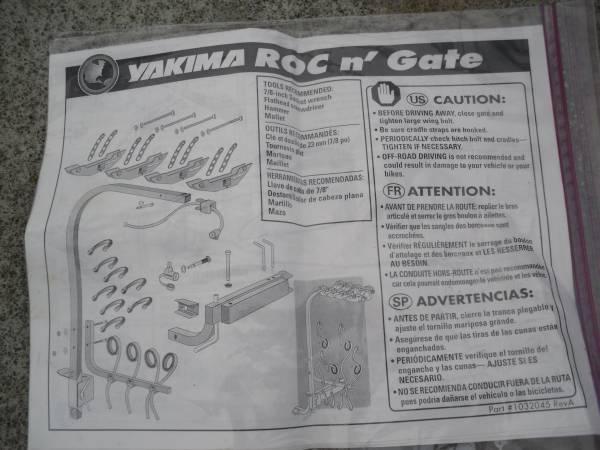 YAKIMA ROC n' Gate
TOOLS RECOMMENDED:
7/8-inch socket wrench
Flathead screwdriver
Hammer
Mallet
OUTILS RECOMMANDÉS:
Clé et douille de 23 mm (7/8 po)
Tournevis plat
Marteau
Maillet
HERRAMIENTAS RECOMENDADAS:
Llave de cubo de 7/8"
Destornillador de cabeza plana
Martillo
Mazo
US CAUTION:
• BEFORE DRIVING AWAY, close gate and
tighten large wing bolt.
• Be sure cradle straps are hooked.
• PERIODICALLY check hitch bolt and cradles—
TIGHTEN IF NECESSARY.
• OFF-ROAD DRIVING is not recommended and
could result in damage to your vehicle or your
bikes.
FR ATTENTION:
• AVANT DE PRENDRE LA ROUTE: replier le bras
articulé et serrer le gros boulon à ailettes.
• Vérifier que les sangles des berceaux sont
accrochées.
• Vérifier RÉGULIÈREMENT le serrage du boulon
d'attelage et des berceaux et LES RESSERRER
AU BESOIN.
• LA CONDUITE HORS-ROUTE n'est pas recommandée
car cela pourrait endommager le véhicule et les vélos.
SP ADVERTENCIAS:
• ANTES DE PARTIR, cierre la tranca plegable y
ajuste el tornillo mariposa grande.
• Asegúrese de que las tiras de las cunas están
enganchadas.
• PERIÓDICAMENTE verifique el tornillo del
enganche y las cunas— AJUSTE SI ES
NECESARIO.
• NO SE RECOMIENDA CONDUCIR FUERA DE LA RUTA
pues podría dañarse el vehículo o las bicicletas.
Part #1032045 RevA